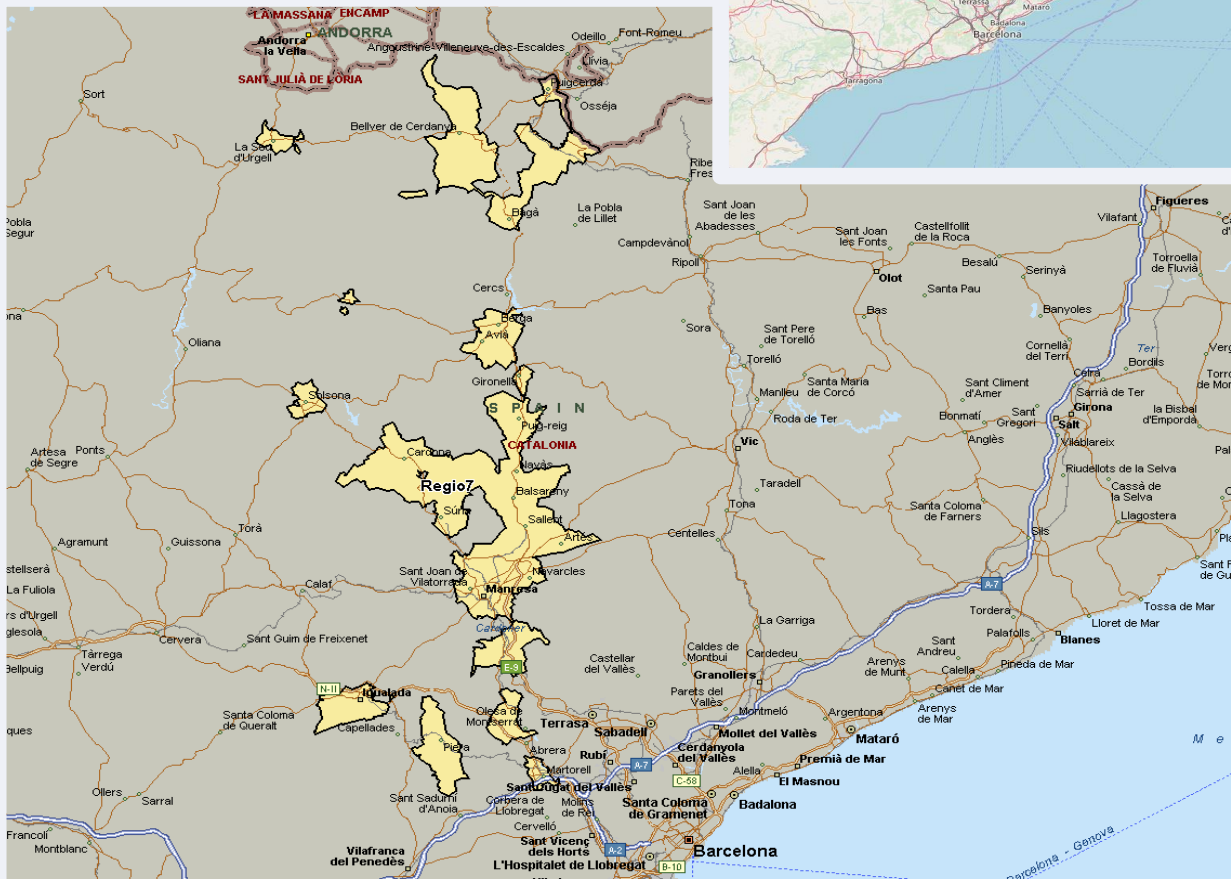 LA MASSANA
ENCAMP
Andorra
la Vella
ANDORRA
SANT JULIÀ DE LÒRIA
Angoustrine-Villeneuve-des-Escaldes
Odeillo
Font-Romeu
Llívia
Puigcerdà
Osséja
Terrassa
Mataró
Badalona
Barcelona
Tarragona
Sort
La Seu
d'Urgell
Bellver de Cerdanya
Bagà
La Pobla
de Lillet
Sant Joan
de les
Abadesses
Campdevànol
Ripoll
Sant Joan
les Fonts
Castellfollit
de la Roca
Olot
Besalú
Serinyà
Santa Pau
Vilafant
Figueres
Torroella
de Fluvià
Pobla
Segur
Cercs
Berga
Avià
Bas
Banyoles
Sora
Sant Pere
de Torelló
Torelló
Cornellà
del Terri
Ter
Bordils
Celrà
Oliana
Gironella
Solsona
SPAIN
Puig-reig
CATALONIA
Manlleu
Santa Maria
de Corcó
Roda de Ter
Sant Climent
d'Amer
Sarrià de Ter
Girona
Sant
Gregori
Salt
Bonmatí
Anglès
Vilablareix
la Bisbal
d'Empordà
Vic
Artesa
de Segre
Ponts
Cardona
Navàs
Regio7
Balsareny
Súria
Sallent
Artés
Taradell
Tona
Riudellots de la Selva
Cassà de
la Selva
Santa Coloma
de Farners
Llagostera
Torà
Agramunt
Guissona
Centelles
Sils
Sant Joan de
Vilatorrada
Navarcles
Manresa
Cardener
Calaf
La Fuliola
A-7
La Garriga
Tordera
Tossa de Mar
Lloret de Mar
Palafolls
Blanes
Cervera
Sant Guim de Freixenet
Tàrrega
Verdú
Bellpuig
E-9
Castellar
del Vallès
Caldes de
Montbui
Cardedeu
Granollers
Arenys
de Munt
Sant
Andreu
Calella
Pineda de Mar
Canet de Mar
Arenys
de Mar
N-II
Igualada
Santa Coloma
de Queralt
Capellades
Olesa de
Montserrat
Terrasa
Sabadell
Parets del
Vallès
Montmeló
Mollet del Vallès
Argentona
Mataró
Piera
Abrera
Rubí
A-7
Cerdanyola
del Vallès
Alella
Premià de Mar
El Masnou
Martorell
Sant Cugat del Vallès
C-58
Ollers
Sarral
Sant Sadurní
d'Anoia
Corbera de
Llobregat
Molins
de Rei
Santa Coloma
de Gramenet
Badalona
Cervelló
Sant Vicenç
dels Horts
A-2
Barcelona
Montblanc
Vilafranca
del Penedès
L'Hospitalet de Llobregat
B-10
Barcelona - Genova